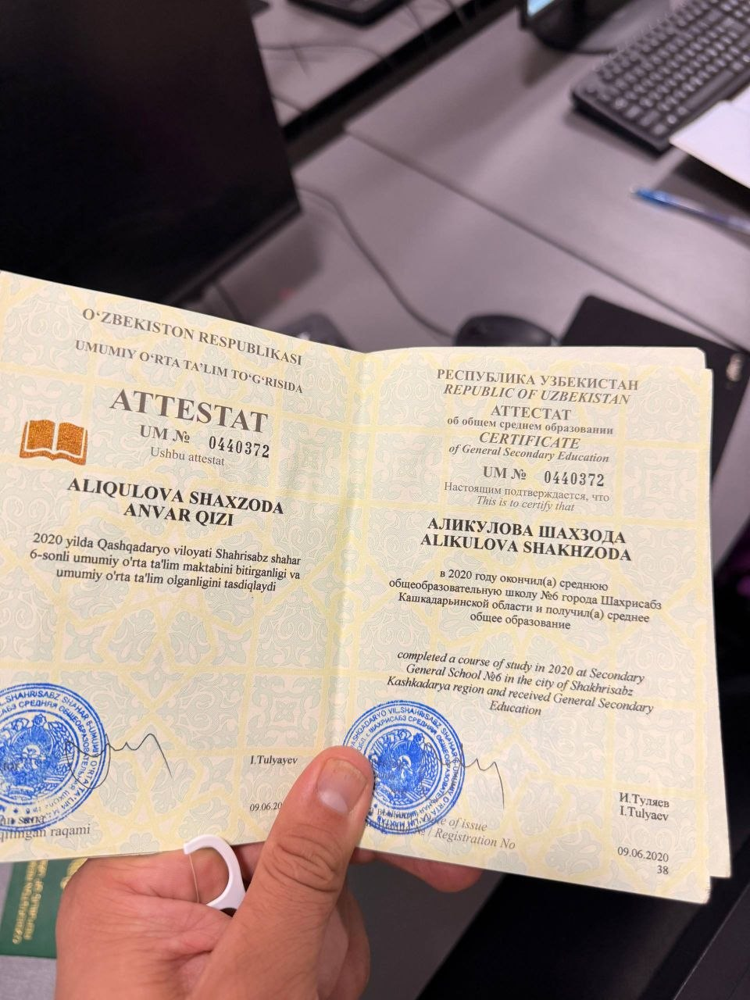 O‘ZBEKISTON RESPUBLIKASI
UMUMIY O‘RTA TA’LIM TO‘G‘RISIDA
ATTESTAT
UM № 0440372
Ushbu attestat
ALIQULOVA SHAXZODA
ANVAR QIZI
2020 yilda Qashqadaryo viloyati Shahrisabz shahar
6-sonli umumiy o'rta ta'lim maktabini bitirganligi va
umumiy o'rta ta'lim olganligini tasdiqlaydi
I.Tulyayev
09.06.20
raqami
РЕСПУБЛИКА УЗБЕКИСТАН
REPUBLIC OF UZBEKISTAN
АТТЕСТАТ
об общем среднем образовании
CERTIFICATE
of General Secondary Education
UM № 0440372
Настоящим подтверждается, что
This is to certify that
АЛИКУЛОВА ШАХЗОДА
ALIKULOVA SHAKHZODA
в 2020 году окончил(а) среднюю
общеобразовательную школу №6 города Шахрисабз
Кашкадарьинской области и получил(а) среднее
общее образование
completed a course of study in 2020 at Secondary
General School №6 in the city of Shakhrisabz
Kashkadarya region and received General Secondary
Education
И.Туляев
I.Tulyaev
of issue
№ / Registration No
09.06.2020
38